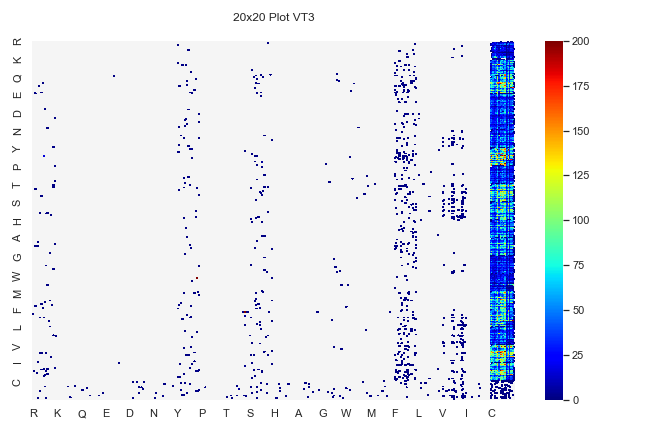 20x20 Plot VT3
R
K
Q
E
D
N
Y
P
T
S
H
A
G
W
M
F
L
V
I
C
R K Q E D N Y P T S H A G W M F L V I C
200
175
150
125
100
75
50
25
0